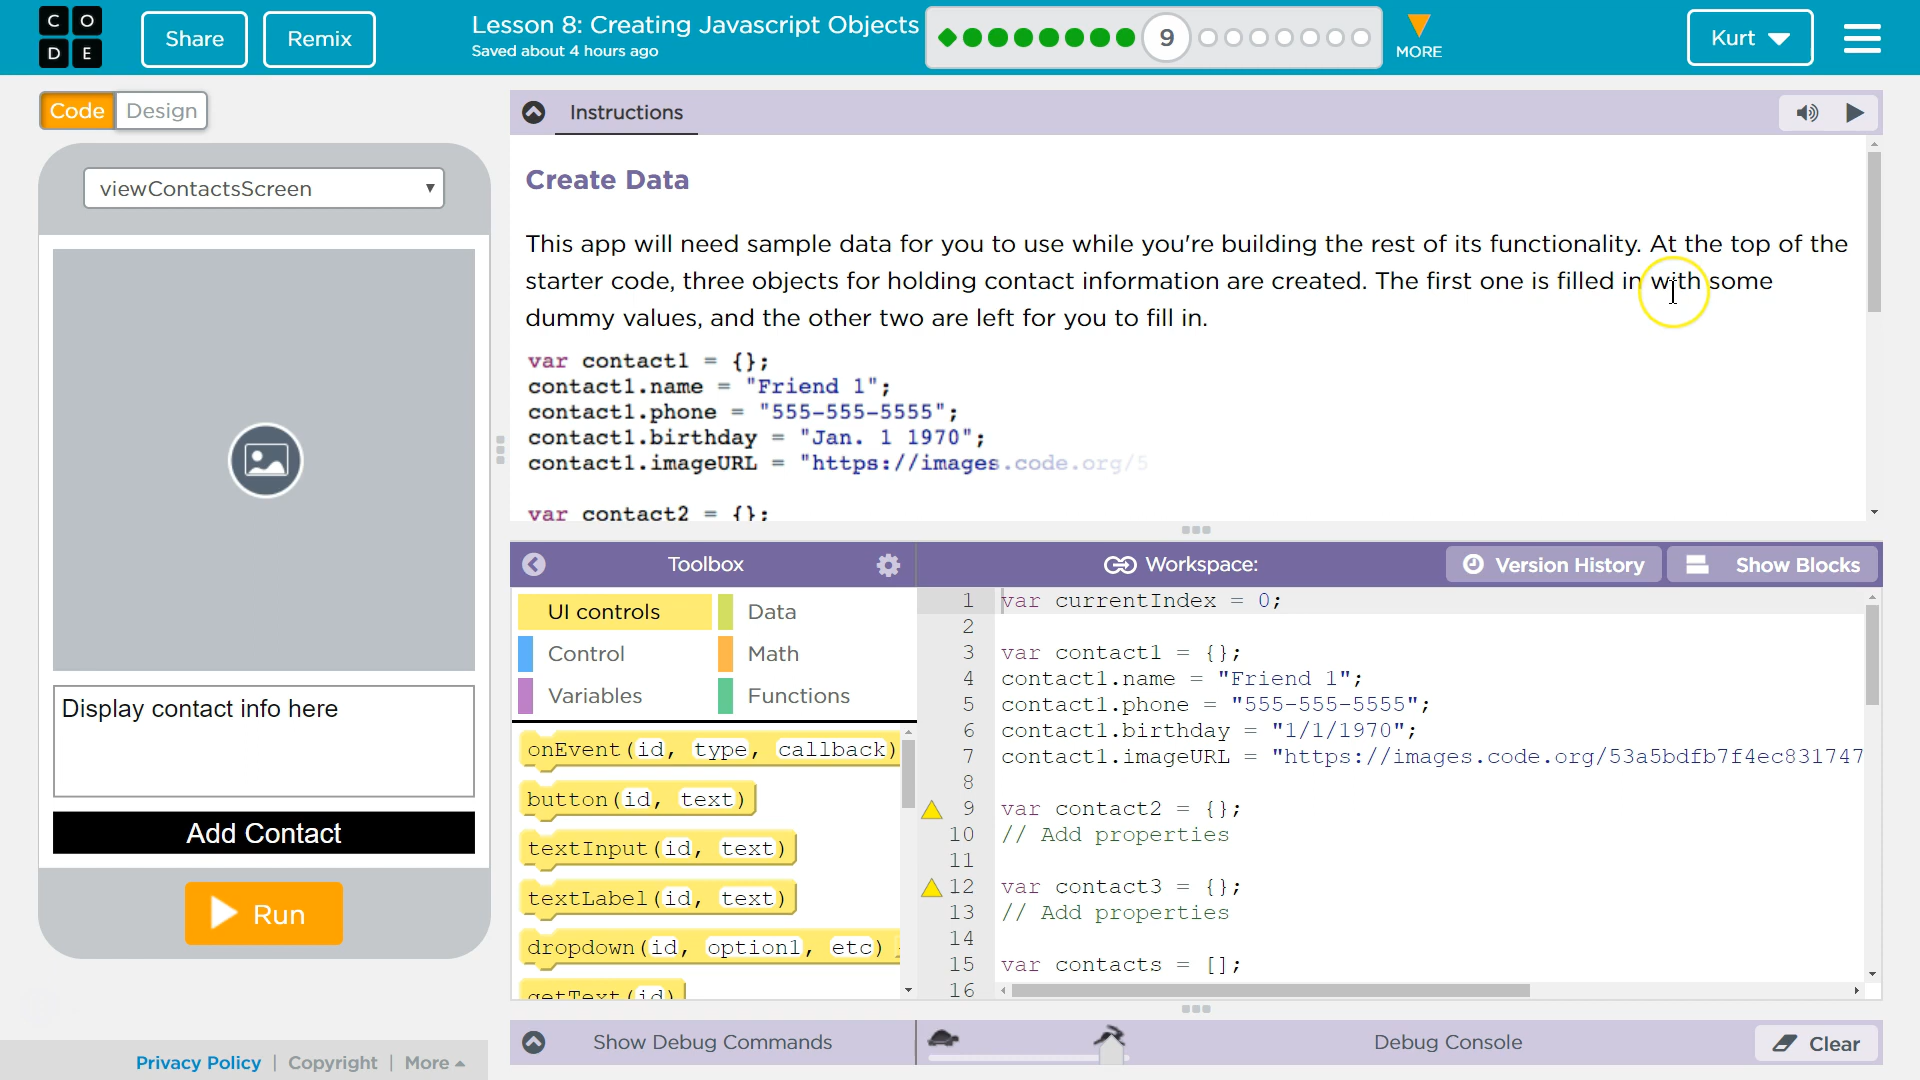 C O
D E
Share
Remix
Lesson 8: Creating Javascript Objects
Saved about 4 hours ago
9
MORE
Kurt
Code
Design
viewContactsScreen
Display contact info here
Add Contact
Run
Privacy Policy | Copyright | More
Instructions
Create Data
This app will need sample data for you to use while you're building the rest of its functionality. At the top of the
starter code, three objects for holding contact information are created. The first one is filled in with some
dummy values, and the other two are left for you to fill in.
var contact1 = {};
contact1.name = "Friend 1";
contact1.phone = "555-555-5555";
contact1.birthday = "Jan. 1 1970";
contact1.imageURL = "https://images.code.org/5
var contact2 = {};
Toolbox
UI controls
Data
Control
Math
Variables
Functions
onEvent(id, type, callback)
button(id, text)
textInput(id, text)
textLabel(id, text)
dropdown(id, option1, etc)
getText(id)
Workspace:
Version History
Show Blocks
1 var currentIndex = 0;
2
3 var contact1 = {};
4 contact1.name = "Friend 1";
5 contact1.phone = "555-555-5555";
6 contact1.birthday = "1/1/1970";
7 contact1.imageURL = "https://images.code.org/53a5bdfb7f4ec831747
8
9 var contact2 = {};
10 // Add properties
11
12 var contact3 = {};
13 // Add properties
14
15 var contacts = [];
16
Show Debug Commands
Debug Console
Clear